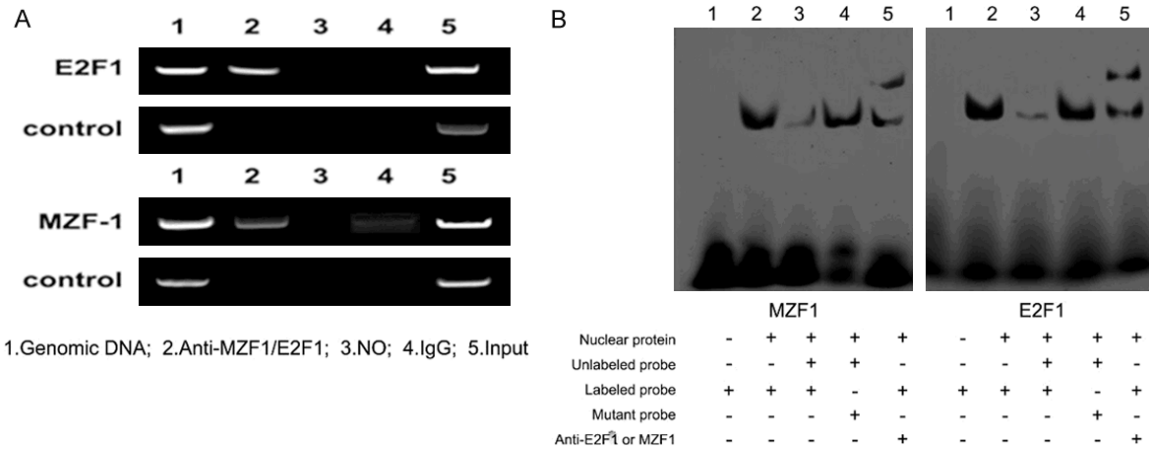 A
1 2 3 4 5
E2F1
control
1 2 3 4 5
MZF-1
control
1.Genomic DNA; 2.Anti-MZF1/E2F1; 3.NO; 4.IgG; 5.Input
B
1 2 3 4 5 1 2 3 4 5
MZF1 E2F1
Nuclear protein - + + + + - + + + +
Unlabeled probe - - + + - - - + + -
Labeled probe + + + - + + + + - +
Mutant probe - - - + - - - - + -
Anti-E2F1 or MZF1 - - - - + - - - - +